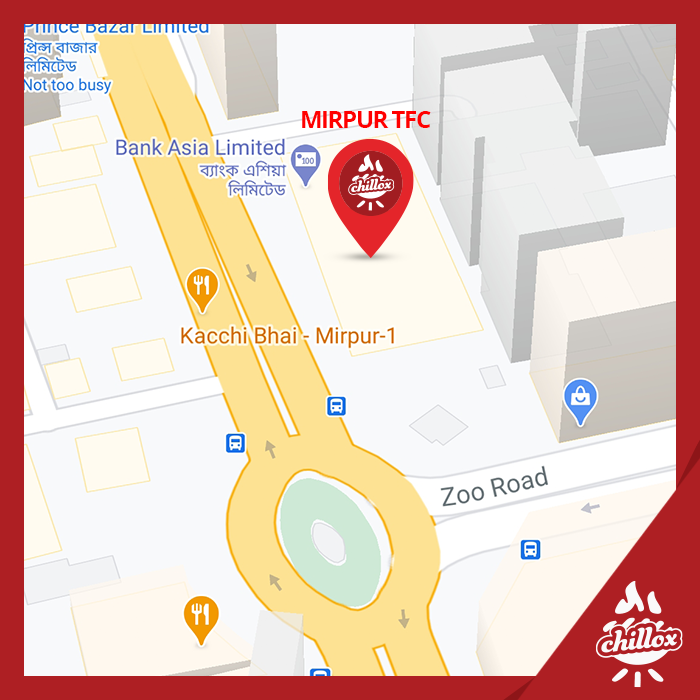 Prince Bazar Limited
প্রিন্স বাজার
লিমিটেড
Not too busy
MIRPUR TFC
Bank Asia Limited
ব্যাংক এশিয়া
লিমিটেড
100
chillox
Kacchi Bhai - Mirpur-1
Zoo Road
chillox